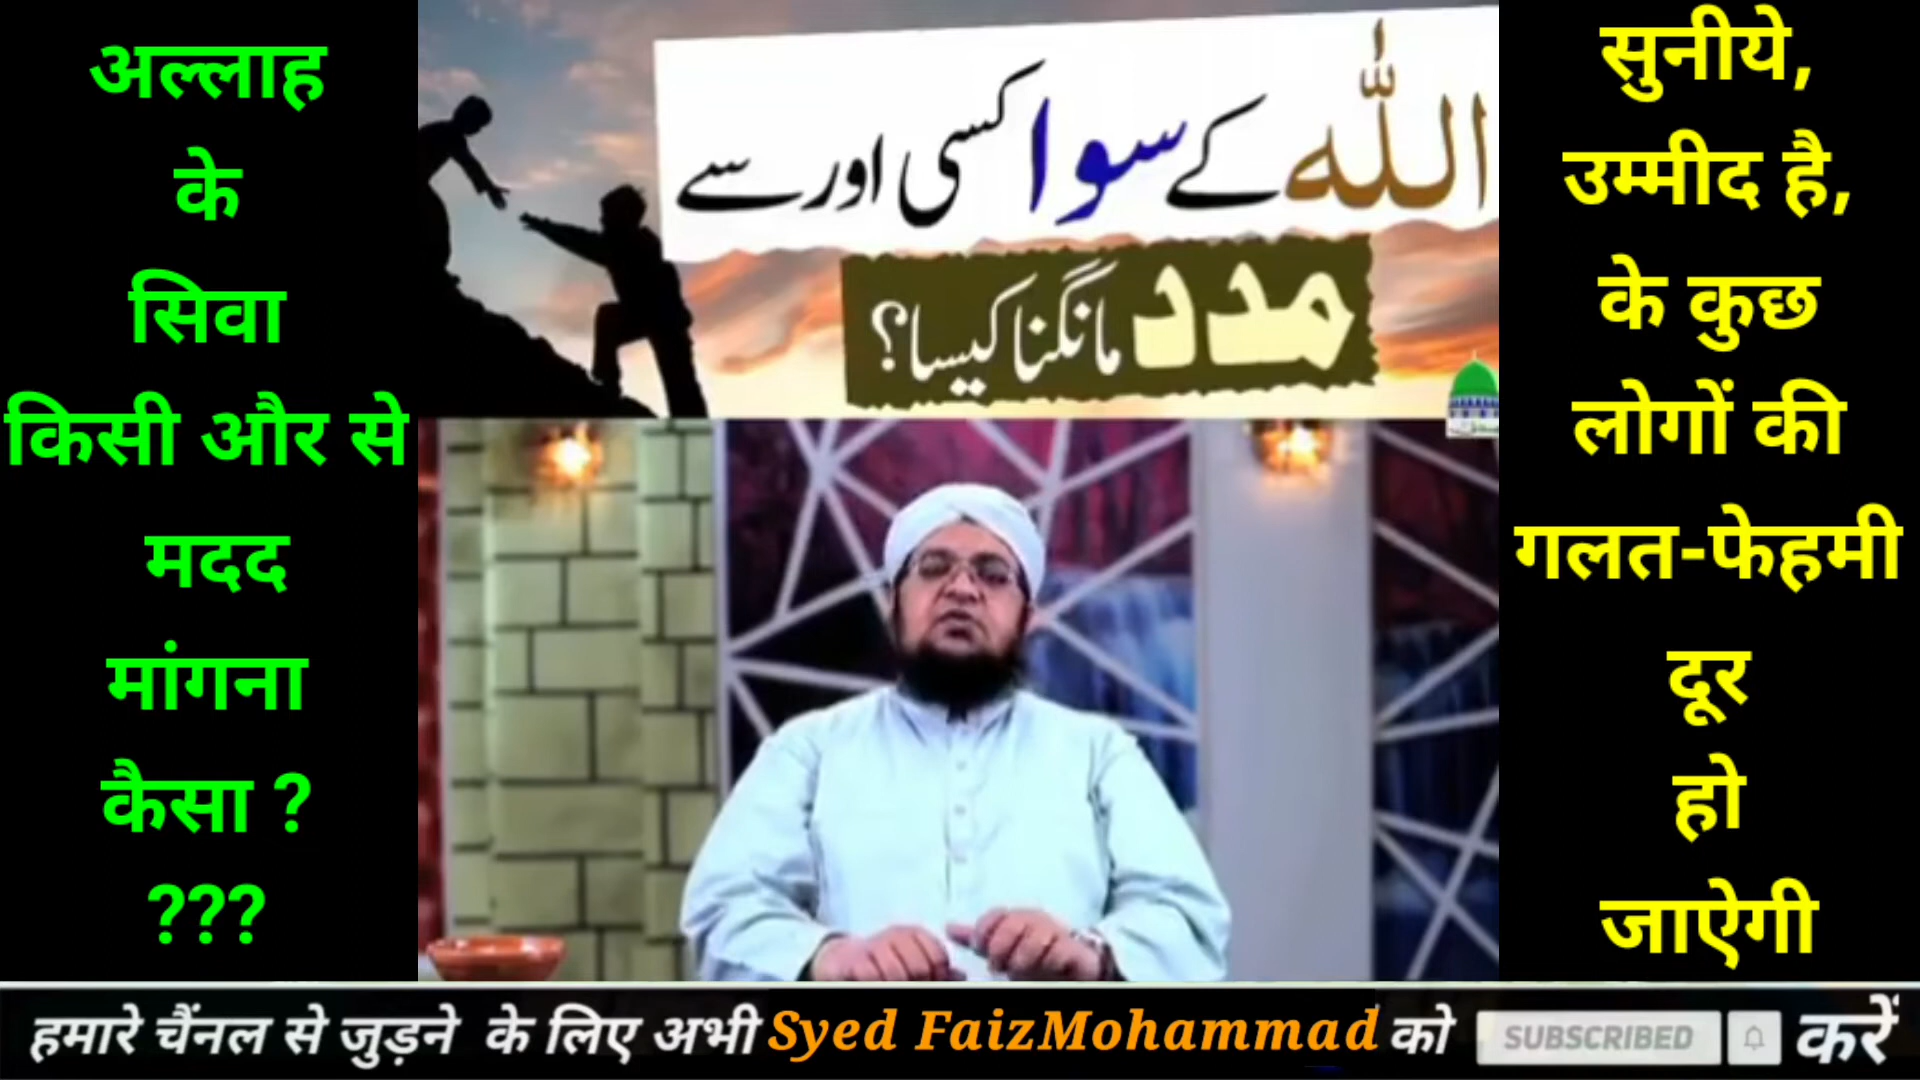 अल्लाह
के
सिवा
किसी और से
मदद
मांगना
कैसा ?
???
اللہ کے سوا کسی اور سے
مدد مانگنا کیسا؟
सुनीये,
उम्मीद है,
के कुछ
लोगों की
गलत-फेहमी
दूर
हो
जाऐगी
हमारे चैंनल से जुड़ने के लिए अभी Syed FaizMohammad को SUBSCRIBED करें